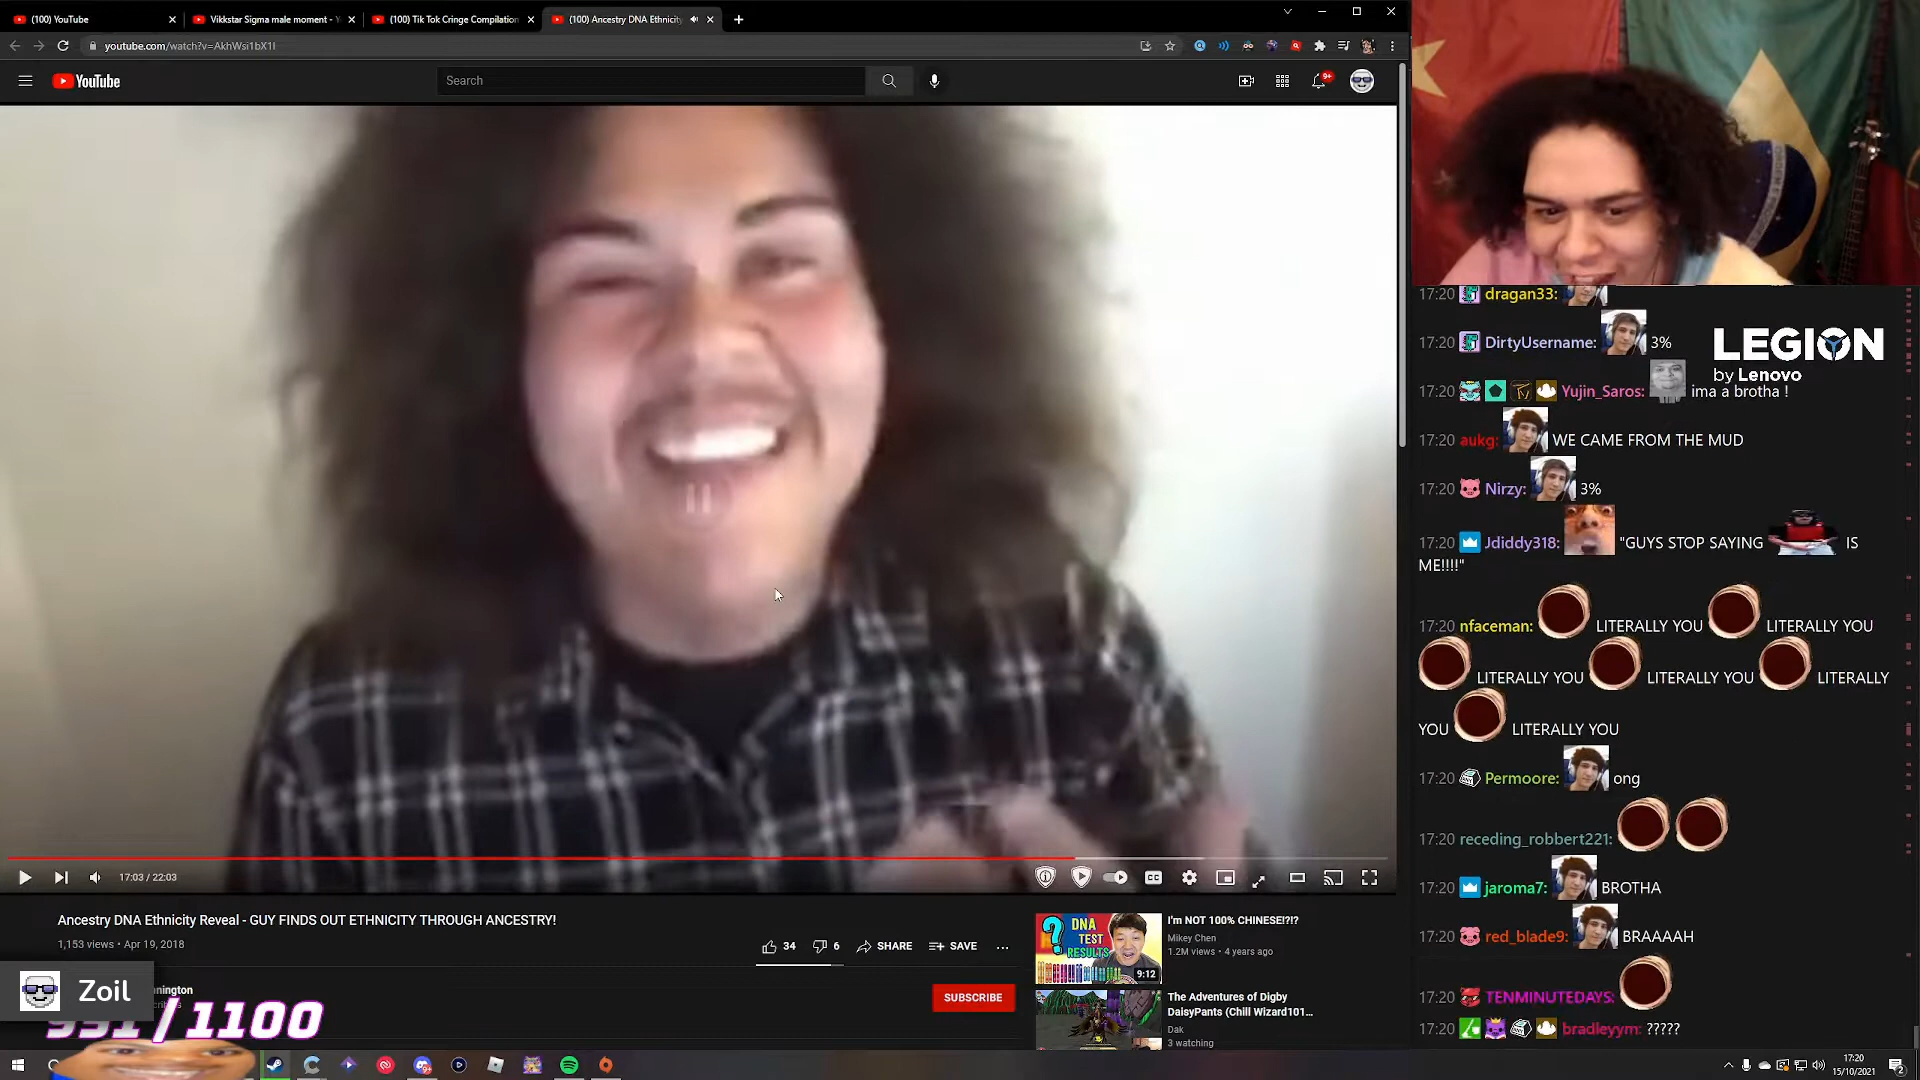 (100) YouTube
Vikkstar Sigma male moment - Y
(100) Tik Tok Cringe Compilation
(100) Ancestry DNA Ethnicity
youtube.com/watch?v=AkhWsi1bX1I
YouTube
Search
9+
17:03 / 22:03
CC
Ancestry DNA Ethnicity Reveal - GUY FINDS OUT ETHNICITY THROUGH ANCESTRY!
1,153 views • Apr 19, 2018
34
6
SHARE
SAVE
nnington
SUBSCRIBE
Zoil
/1100
DNA
TEST
RESULTS
9:12
I'm NOT 100% CHINESE!?!?
Mikey Chen
1.2M views • 4 years ago
The Adventures of Digby
DaisyPants (Chill Wizard101...
Dak
3 watching
17:20 dragan33:
17:20 DirtyUsername: 3%
LEGION
by Lenovo
17:20 Yujin_Saros: ima a brotha !
17:20 aukg: WE CAME FROM THE MUD
17:20 Nirzy: 3%
17:20 Jdiddy318: "GUYS STOP SAYING IS
ME!!!!"
17:20 nfaceman: LITERALLY YOU LITERALLY YOU
LITERALLY YOU LITERALLY YOU LITERALLY
YOU LITERALLY YOU
17:20 Permoore: ong
17:20 receding_robbert221:
17:20 jaroma7: BROTHA
17:20 red_blade9: BRAAAAH
17:20 TENMINUTEDAYS:
17:20 bradleyym: ?????
17:20
15/10/2021
2